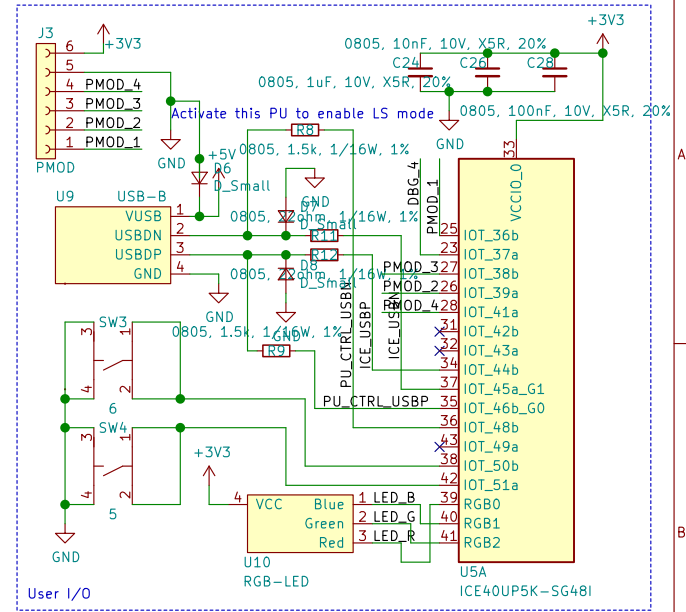 J3
6
+3V3
5
4 PMOD_4
3 PMOD_3
2 PMOD_2
1 PMOD_1
PMOD
GND
+3V3
0805, 10nF, 10V, X5R, 20%
C24
C26
C28
0805, 1uF, 10V, X5R, 20%
0805, 100nF, 10V, X5R, 20%
GND
Activate this PU to enable LS mode
R8
0805, 1.5k, 1/16W, 1%
+5V
D6
D_Small
GND
U9
USB-B
VUSB 1
USBDN 2
USBDP 3
GND 4
GND
D7
D_Small
0805, 22ohm, 1/16W, 1%
R11
R12
D8
D_Small
0805, 22ohm, 1/16W, 1%
GND
0805, 1.5k, 1/16W, 1%
R9
PU_CTRL_USBN
ICE_USBP
ICE_USBN
PU_CTRL_USBP
DBG_4
PMOD_1
PMOD_3
PMOD_2
PMOD_4
33
VCCIO_0
25 IOT_36b
23 IOT_37a
27 IOT_38b
26 IOT_39a
28 IOT_41a
31 IOT_42b
32 IOT_43a
34 IOT_44b
37 IOT_45a_G1
35 IOT_46b_G0
36 IOT_48b
43 IOT_49a
38 IOT_50b
42 IOT_51a
39 RGB0
40 RGB1
41 RGB2
U5A
ICE40UP5K-SG48I
SW3
3
1
4
2
6
SW4
3
1
4
2
5
GND
+3V3
4 VCC
Blue 1 LED_B
Green 2 LED_G
Red 3 LED_R
U10
RGB-LED
User I/O
A
B